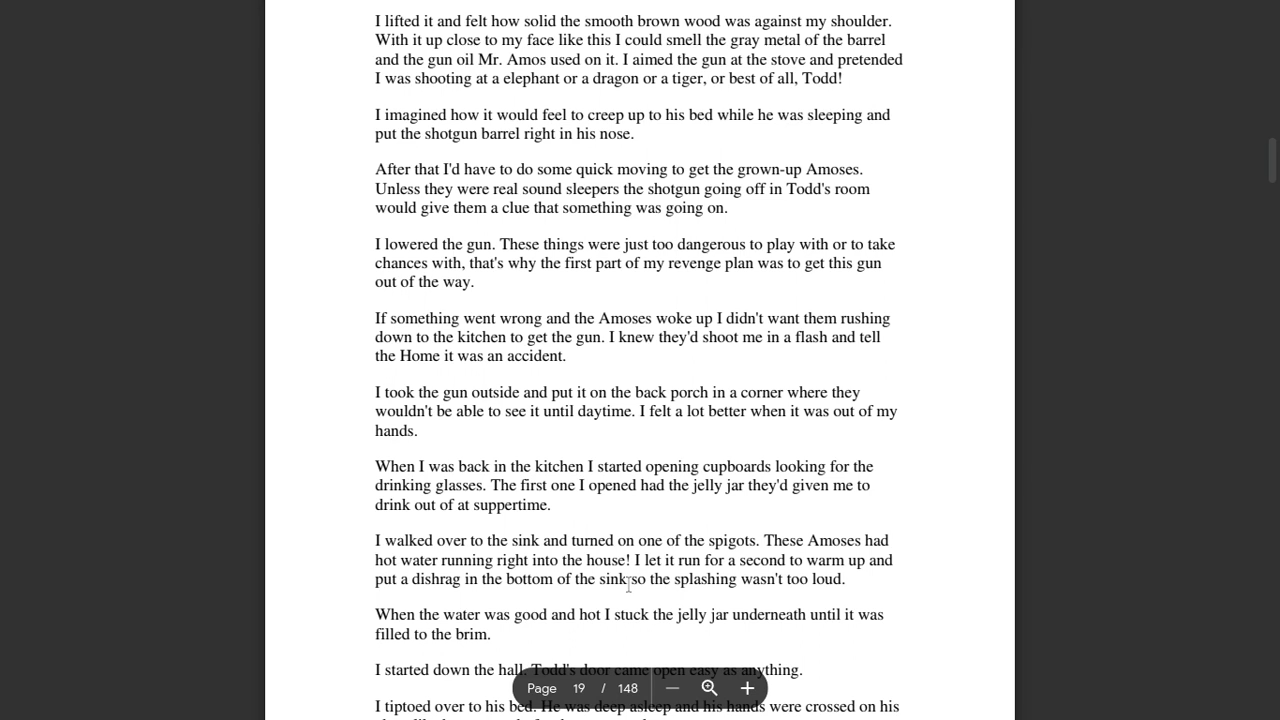 I lifted it and felt how solid the smooth brown wood was against my shoulder.
With it up close to my face like this I could smell the gray metal of the barrel
and the gun oil Mr. Amos used on it. I aimed the gun at the stove and pretended
I was shooting at a elephant or a dragon or a tiger, or best of all, Todd!
I imagined how it would feel to creep up to his bed while he was sleeping and
put the shotgun barrel right in his nose.
After that I'd have to do some quick moving to get the grown-up Amoses.
Unless they were real sound sleepers the shotgun going off in Todd's room
would give them a clue that something was going on.
I lowered the gun. These things were just too dangerous to play with or to take
chances with, that's why the first part of my revenge plan was to get this gun
out of the way.
If something went wrong and the Amoses woke up I didn't want them rushing
down to the kitchen to get the gun. I knew they'd shoot me in a flash and tell
the Home it was an accident.
I took the gun outside and put it on the back porch in a corner where they
wouldn't be able to see it until daytime. I felt a lot better when it was out of my
hands.
When I was back in the kitchen I started opening cupboards looking for the
drinking glasses. The first one I opened had the jelly jar they'd given me to
drink out of at suppertime.
I walked over to the sink and turned on one of the spigots. These Amoses had
hot water running right into the house! I let it run for a second to warm up and
put a dishrag in the bottom of the sink so the splashing wasn't too loud.
When the water was good and hot I stuck the jelly jar underneath until it was
filled to the brim.
I started down the hall. Todd's door came open easy as anything.
I tiptoed over to his bed. He was deep asleep and his hands were crossed on his
Page 19 / 148